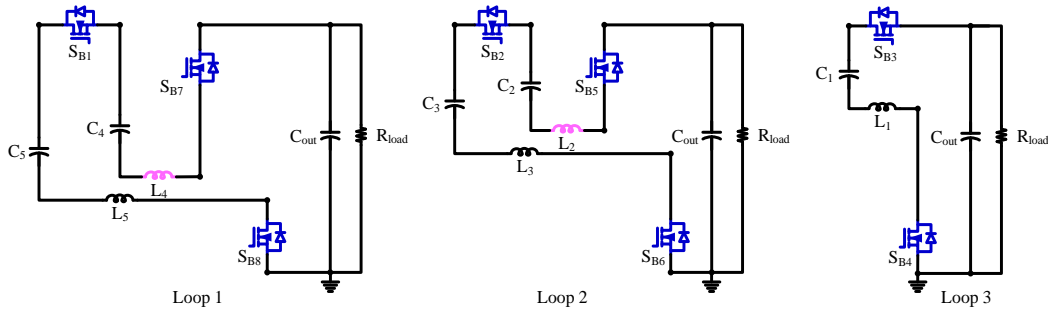 S_B1
S_B7
C_4
C_5
L_4
L_5
C_out
R_load
S_B8
Loop 1
S_B2
C_2
S_B5
C_3
L_2
L_3
C_out
R_load
S_B6
Loop 2
S_B3
C_1
L_1
C_out
R_load
S_B4
Loop 3